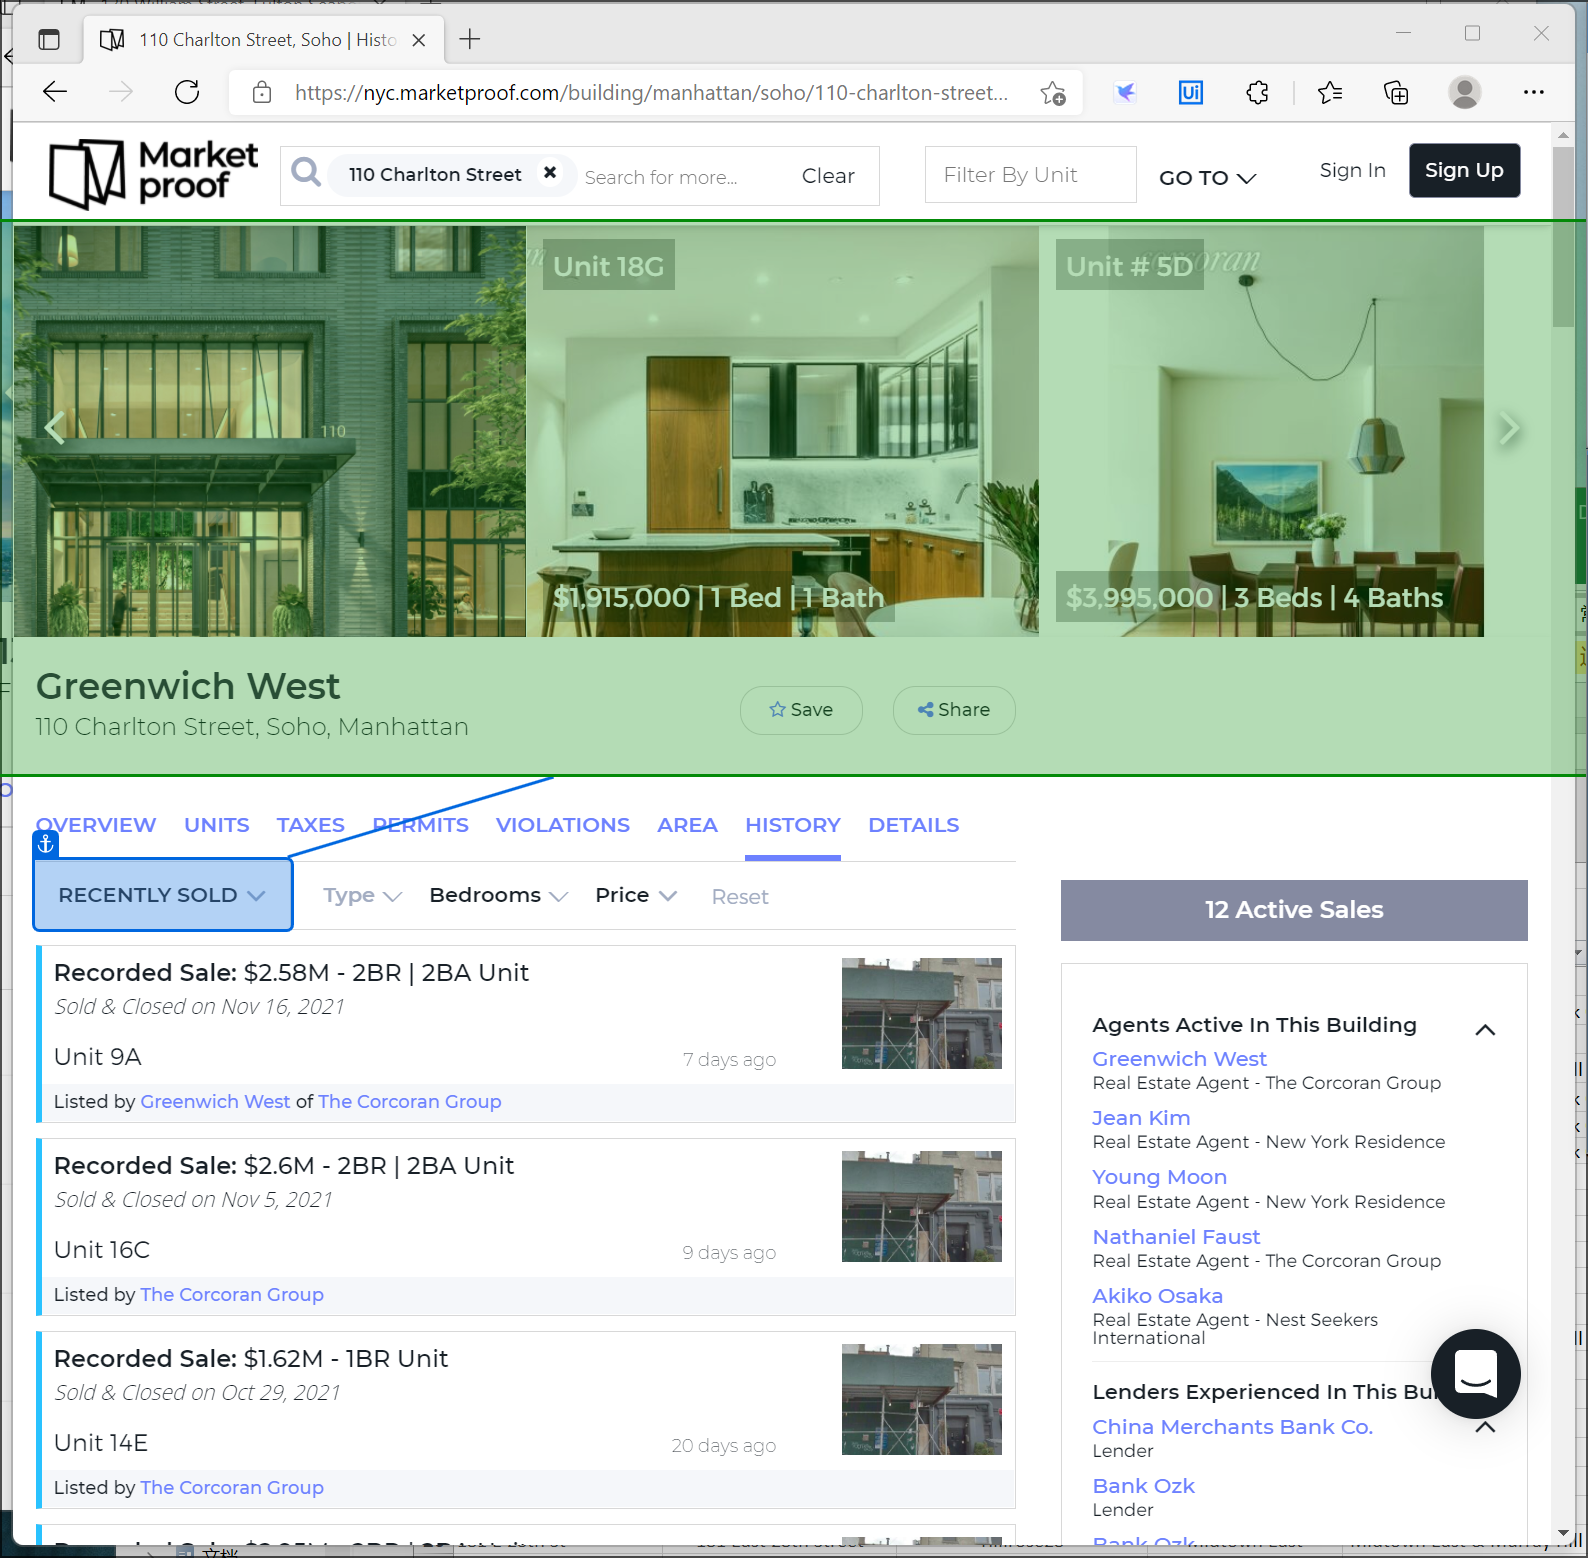 110 Charlton Street, Soho | Histo
https://nyc.marketproof.com/building/manhattan/soho/110-charlton-street...
Ui
Market
proof
110 Charlton Street
Search for more...
Clear
Filter By Unit
GO TO
Sign In
Sign Up
110
Unit 18G
$1,915,000 | 1 Bed | 1 Bath
corcoran
Unit # 5D
$3,995,000 | 3 Beds | 4 Baths
Greenwich West
110 Charlton Street, Soho, Manhattan
Save
Share
OVERVIEW UNITS TAXES PERMITS VIOLATIONS AREA HISTORY DETAILS
RECENTLY SOLD Type Bedrooms Price Reset
Recorded Sale: $2.58M - 2BR | 2BA Unit
Sold & Closed on Nov 16, 2021
Unit 9A
7 days ago
Listed by Greenwich West of The Corcoran Group
Recorded Sale: $2.6M - 2BR | 2BA Unit
Sold & Closed on Nov 5, 2021
Unit 16C
9 days ago
Listed by The Corcoran Group
Recorded Sale: $1.62M - 1BR Unit
Sold & Closed on Oct 29, 2021
Unit 14E
20 days ago
Listed by The Corcoran Group
12 Active Sales
Agents Active In This Building
Greenwich West
Real Estate Agent - The Corcoran Group
Jean Kim
Real Estate Agent - New York Residence
Young Moon
Real Estate Agent - New York Residence
Nathaniel Faust
Real Estate Agent - The Corcoran Group
Akiko Osaka
Real Estate Agent - Nest Seekers
International
Lenders Experienced In This Bu
China Merchants Bank Co.
Lender
Bank Ozk
Lender
Bank Ozk